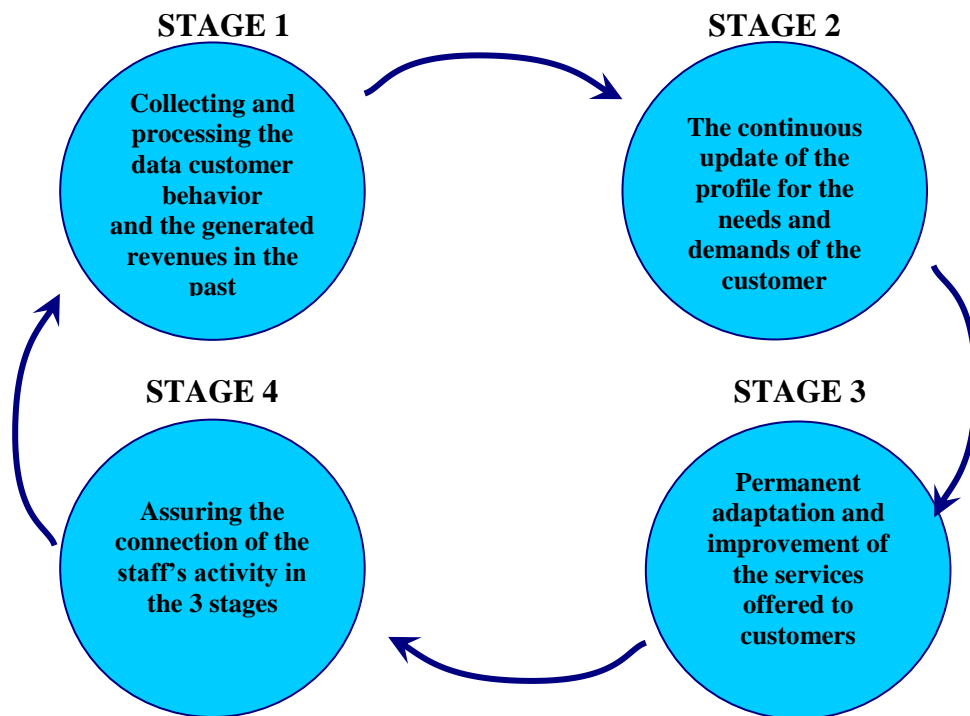 STAGE 1
Collecting and
processing the
data customer
behavior
and the generated
revenues in the
past
STAGE 2
The continuous
update of the
profile for the
needs and
demands of the
customer
STAGE 3
Permanent
adaptation and
improvement of
the services
offered to
customers
STAGE 4
Assuring the
connection of the
staff’s activity in
the 3 stages